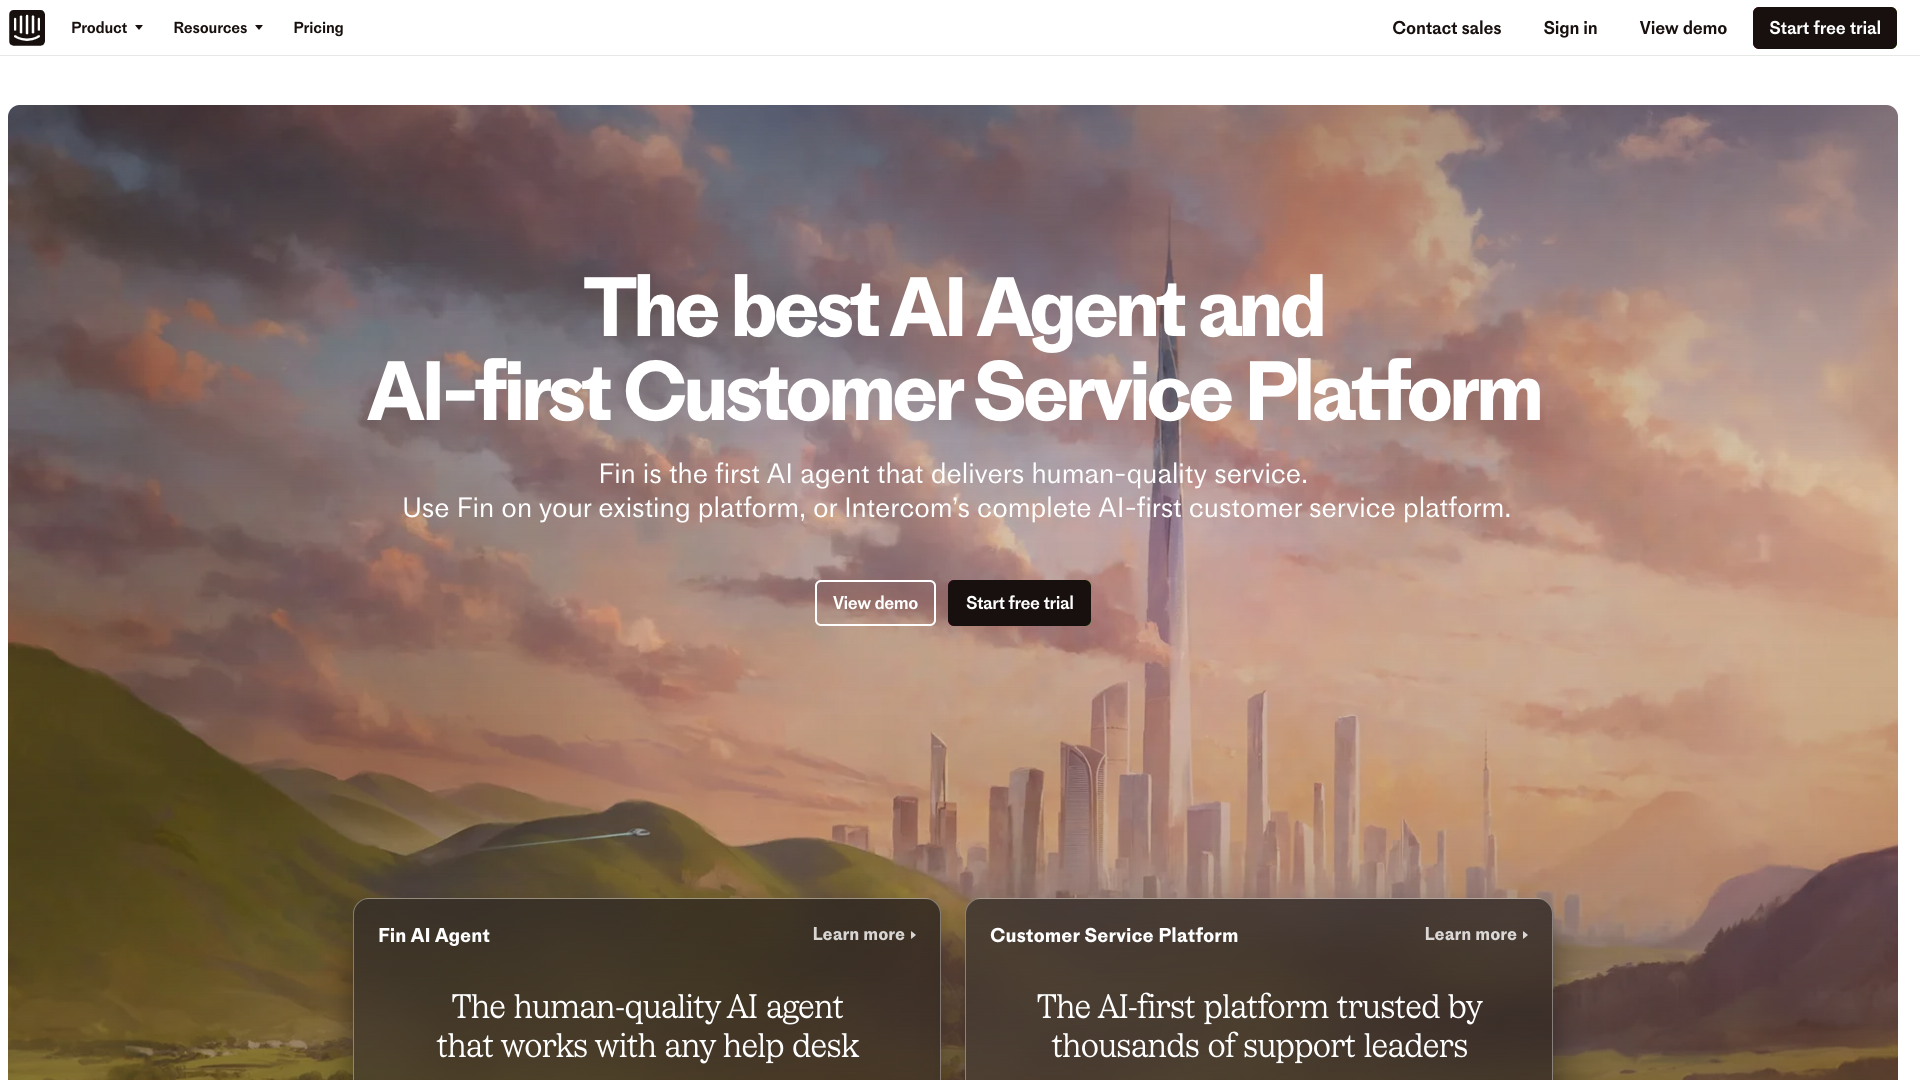 Product
Resources
Pricing
Contact sales
Sign in
View demo
Start free trial
The best AI Agent and
AI-first Customer Service Platform
Fin is the first AI agent that delivers human-quality service.
Use Fin on your existing platform, or Intercom’s complete AI-first customer service platform.
View demo
Start free trial
Fin AI Agent
Learn more
The human-quality AI agent
that works with any help desk
Customer Service Platform
Learn more
The AI-first platform trusted by
thousands of support leaders